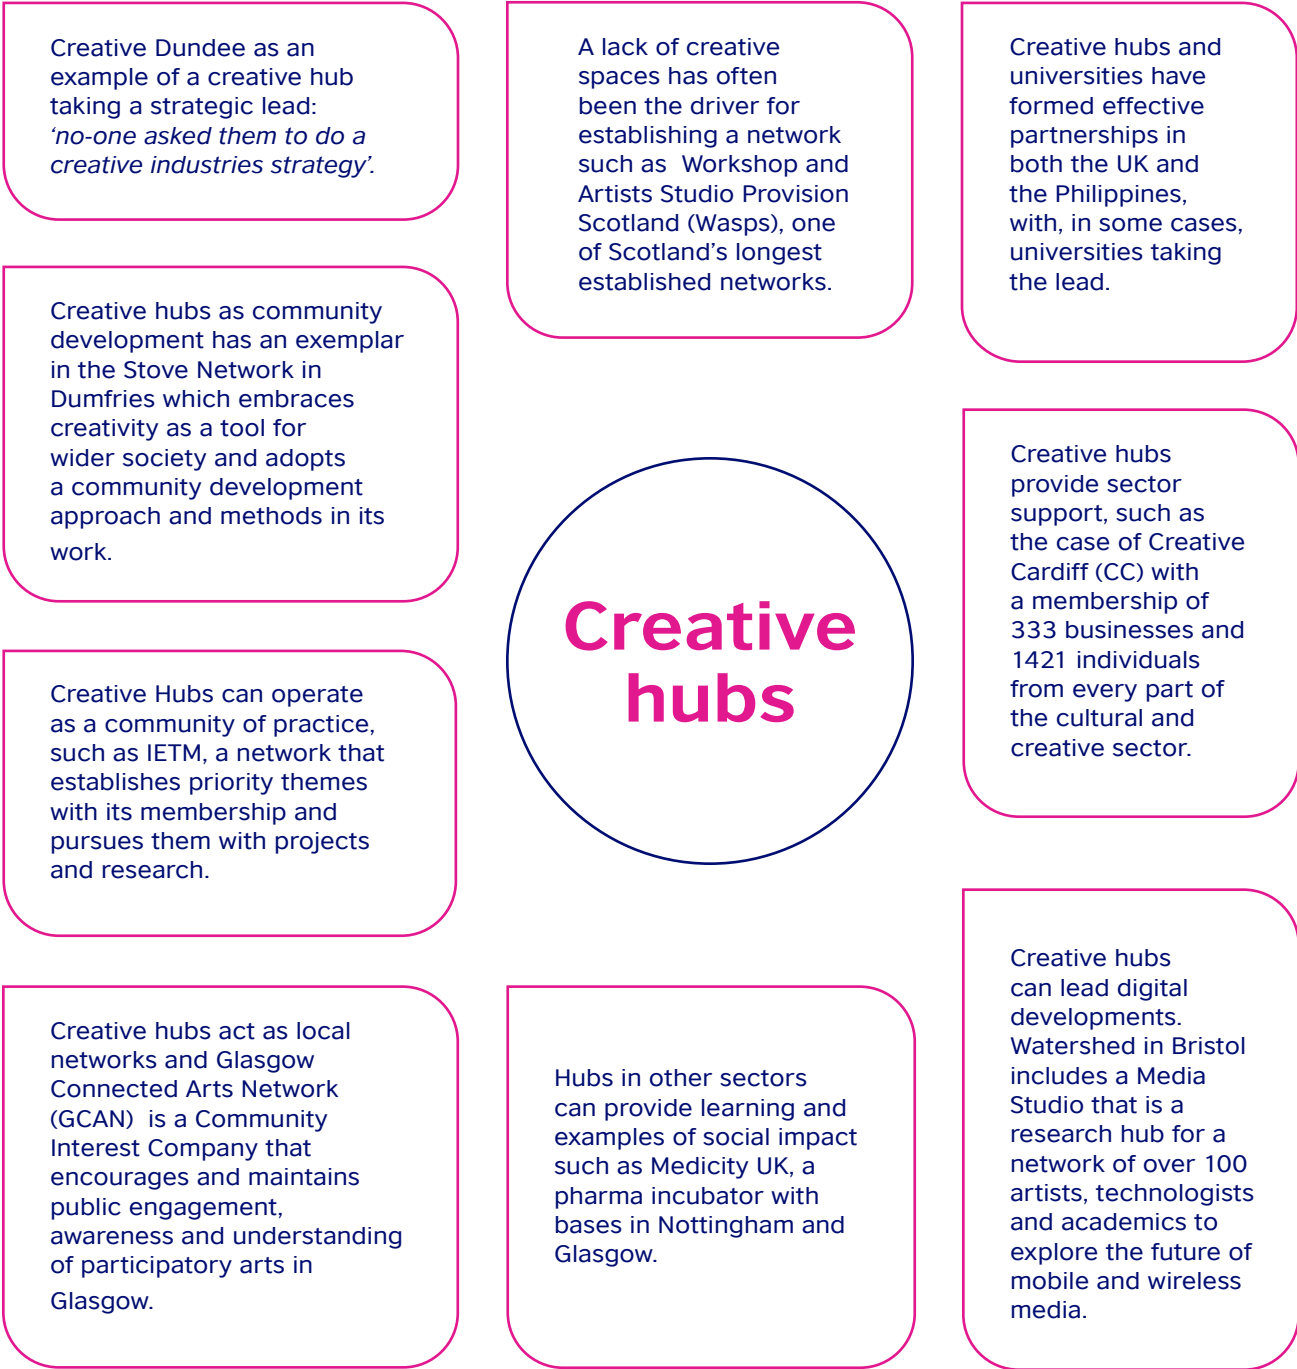 Creative Dundee as an
example of a creative hub
taking a strategic lead:
‘no-one asked them to do a
creative industries strategy’.
A lack of creative
spaces has often
been the driver for
establishing a network
such as  Workshop and
Artists Studio Provision
Scotland (Wasps), one
of Scotland’s longest
established networks.
Creative hubs and
universities have
formed effective
partnerships in
both the UK and
the Philippines,
with, in some cases,
universities taking
the lead.
Creative hubs as community
development has an exemplar
in the Stove Network in
Dumfries which embraces
creativity as a tool for
wider society and adopts
a community development
approach and methods in its
work.
Creative
hubs
Creative hubs
provide sector
support, such as
the case of Creative
Cardiff (CC) with
a membership of
333 businesses and
1421 individuals
from every part of
the cultural and
creative sector.
Creative Hubs can operate
as a community of practice,
such as IETM, a network that
establishes priority themes
with its membership and
pursues them with projects
and research.
Creative hubs act as local
networks and Glasgow
Connected Arts Network
(GCAN)  is a Community
Interest Company that
encourages and maintains
public engagement,
awareness and understanding
of participatory arts in
Glasgow.
Hubs in other sectors
can provide learning and
examples of social impact
such as Medicity UK, a
pharma incubator with
bases in Nottingham and
Glasgow.
Creative hubs
can lead digital
developments.
Watershed in Bristol
includes a Media
Studio that is a
research hub for a
network of over 100
artists, technologists
and academics to
explore the future of
mobile and wireless
media.